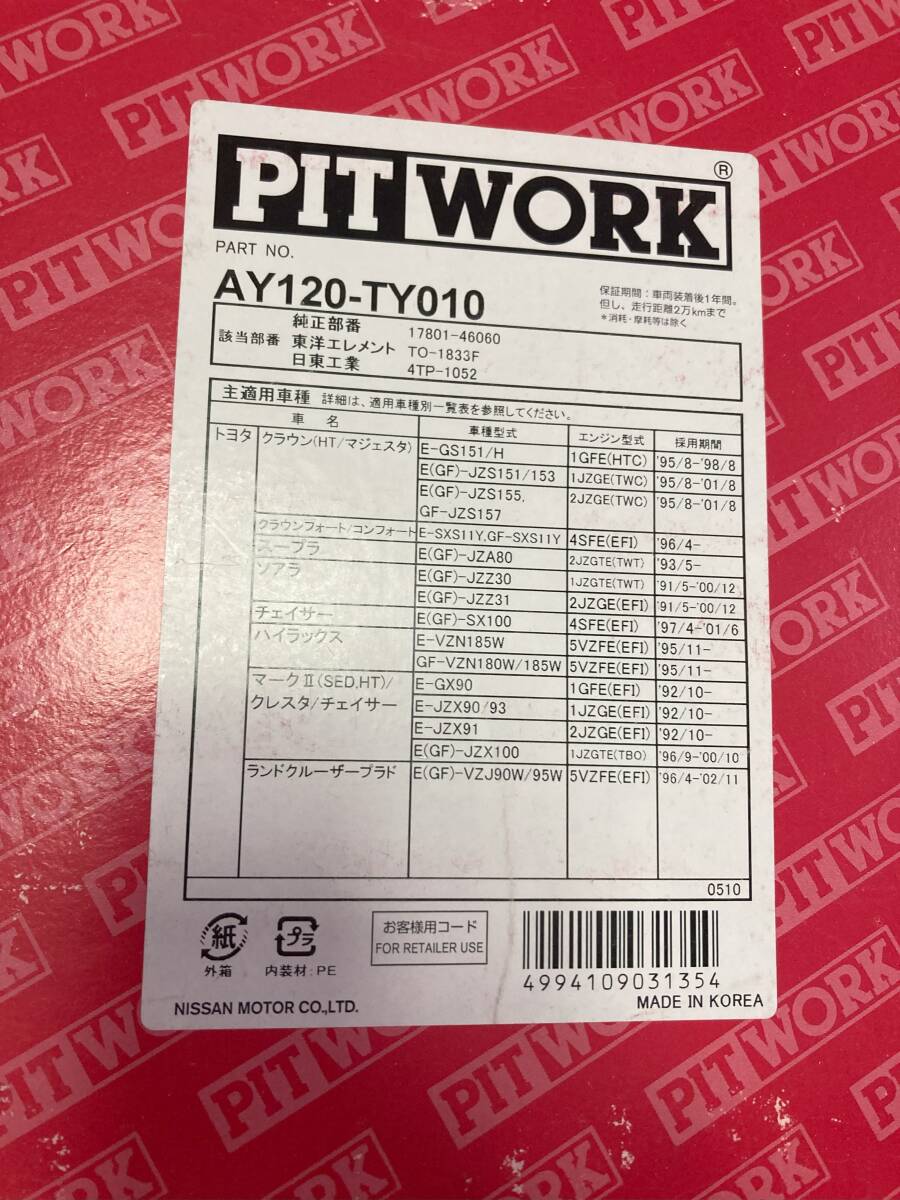 PIT WORK ®
PART NO.
AY120-TY010
保証期間：車両装着後1年間。
但し、走行距離2万kmまで
＊消耗・摩耗等は除く
該当部番
純正部番 17801-46060
東洋エレメント TO-1833F
日東工業 4TP-1052
主適用車種 詳細は、適用車種別一覧表を参照してください。
車 名 車種型式 エンジン型式 採用期間
トヨタ クラウン(HT/マジェスタ) E-GS151/H 1GFE(HTC) '95/8-'98/8
E(GF)-JZS151/153 1JZGE(TWC) '95/8-'01/8
E(GF)-JZS155, 2JZGE(TWC) '95/8-'01/8
GF-JZS157
クラウンフォート/コンフォート E-SXS11Y,GF-SXS11Y 4SFE(EFI) '96/4-
スープラ E(GF)-JZA80 2JZGTE(TWT) '93/5-
ソアラ E(GF)-JZZ30 1JZGTE(TWT) '91/5-'00/12
E(GF)-JZZ31 2JZGE(EFI) '91/5-'00/12
チェイサー E(GF)-SX100 4SFE(EFI) '97/4-'01/6
ハイラックス E-VZN185W 5VZFE(EFI) '95/11-
GF-VZN180W/185W 5VZFE(EFI) '95/11-
マークⅡ(SED,HT)/ E-GX90 1GFE(EFI) '92/10-
クレスタ/チェイサー E-JZX90/93 1JZGE(EFI) '92/10-
E-JZX91 2JZGE(EFI) '92/10-
E(GF)-JZX100 1JZGTE(TBO) '96/9-'00/10
ランドクルーザープラド E(GF)-VZJ90W/95W 5VZFE(EFI) '96/4-'02/11
0510
紙
外箱
プラ
内装材：PE
お客様用コード
FOR RETAILER USE
4994109031354
NISSAN MOTOR CO.,LTD.
MADE IN KOREA